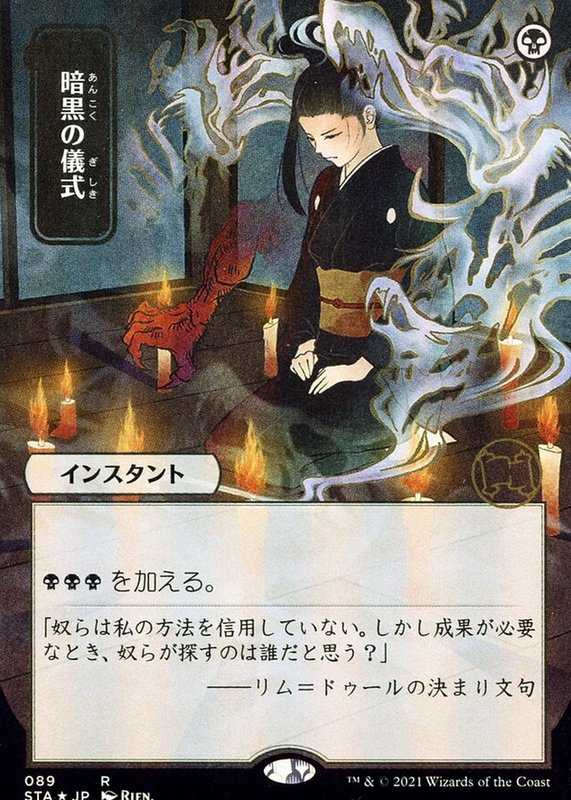 暗黒の儀式
あんこく ぎしき
インスタント
を加える。
「奴らは私の方法を信用していない。しかし成果が必要
なとき、奴らが探すのは誰だと思う？」
――リム＝ドゥールの決まり文句
089 R
STA★JP RIEN.
™ & © 2021 Wizards of the Coast